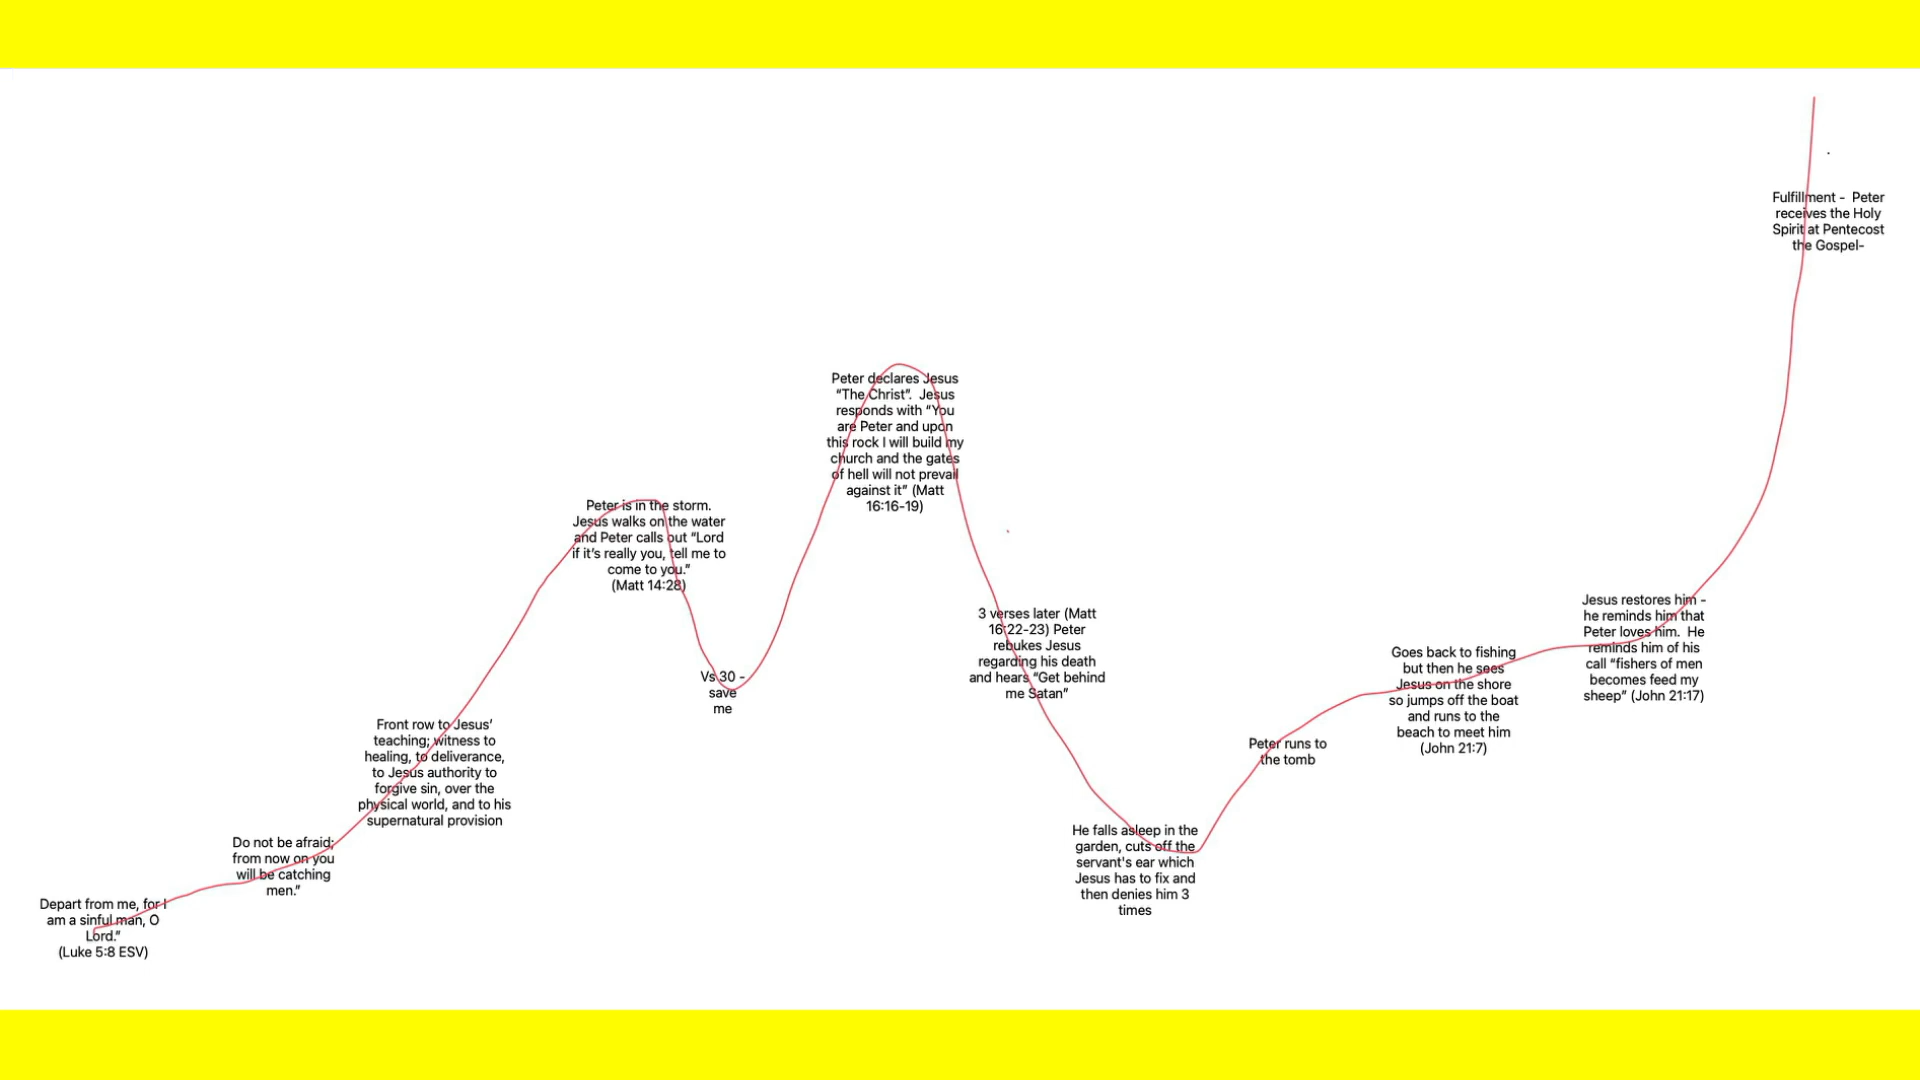 Depart from me, for I
am a sinful man, O
Lord.”
(Luke 5:8 ESV)
Do not be afraid;
from now on you
will be catching
men.”
Front row to Jesus’
teaching; witness to
healing, to deliverance,
to Jesus authority to
forgive sin, over the
physical world, and to his
supernatural provision
Peter is in the storm.
Jesus walks on the water
and Peter calls out “Lord
if it’s really you, tell me to
come to you.”
(Matt 14:28)
Vs 30 -
save
me
Peter declares Jesus
“The Christ”.  Jesus
responds with “You
are Peter and upon
this rock I will build my
church and the gates
of hell will not prevail
against it” (Matt
16:16-19)
3 verses later (Matt
16:22-23) Peter
rebukes Jesus
regarding his death
and hears “Get behind
me Satan”
He falls asleep in the
garden, cuts off the
servant's ear which
Jesus has to fix and
then denies him 3
times
Peter runs to
the tomb
Goes back to fishing
but then he sees
Jesus on the shore
so jumps off the boat
and runs to the
beach to meet him
(John 21:7)
Jesus restores him -
he reminds him that
Peter loves him.  He
reminds him of his
call “fishers of men
becomes feed my
sheep” (John 21:17)
Fulfillment -  Peter
receives the Holy
Spirit at Pentecost
the Gospel-